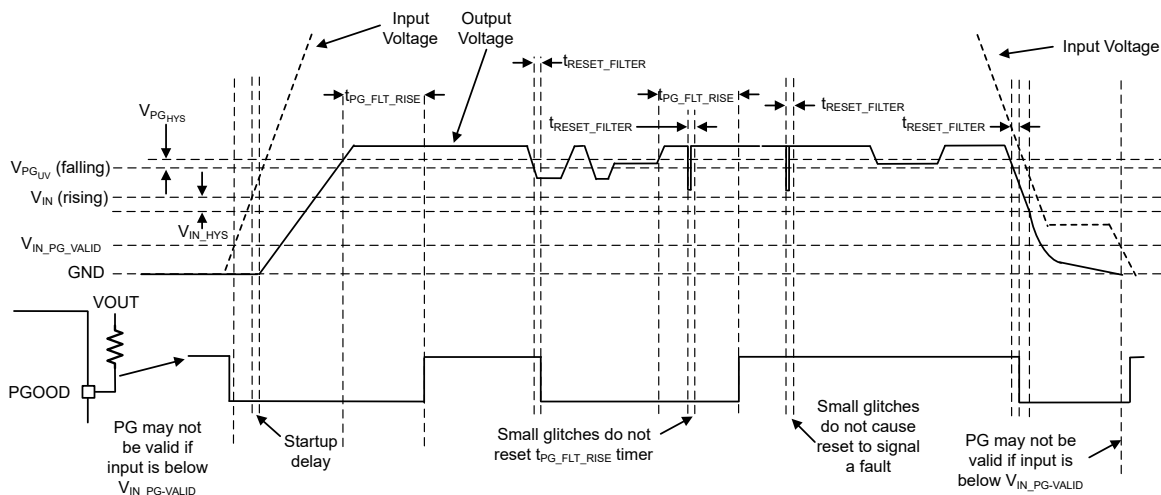 Input
Voltage
Output
Voltage
Input Voltage
tRESET_FILTER
tPG_FLT_RISE
tPG_FLT_RISE
tRESET_FILTER
tRESET_FILTER
tRESET_FILTER
VPGHYS
VPGUV (falling)
VIN (rising)
VIN_HYS
VIN_PG_VALID
GND
VOUT
PGOOD
PG may not
be valid if
input is below
VIN_PG-VALID
Startup
delay
Small glitches do not
reset tPG_FLT_RISE timer
Small glitches
do not cause
reset to signal
a fault
PG may not be
valid if input is
below VIN_PG-VALID